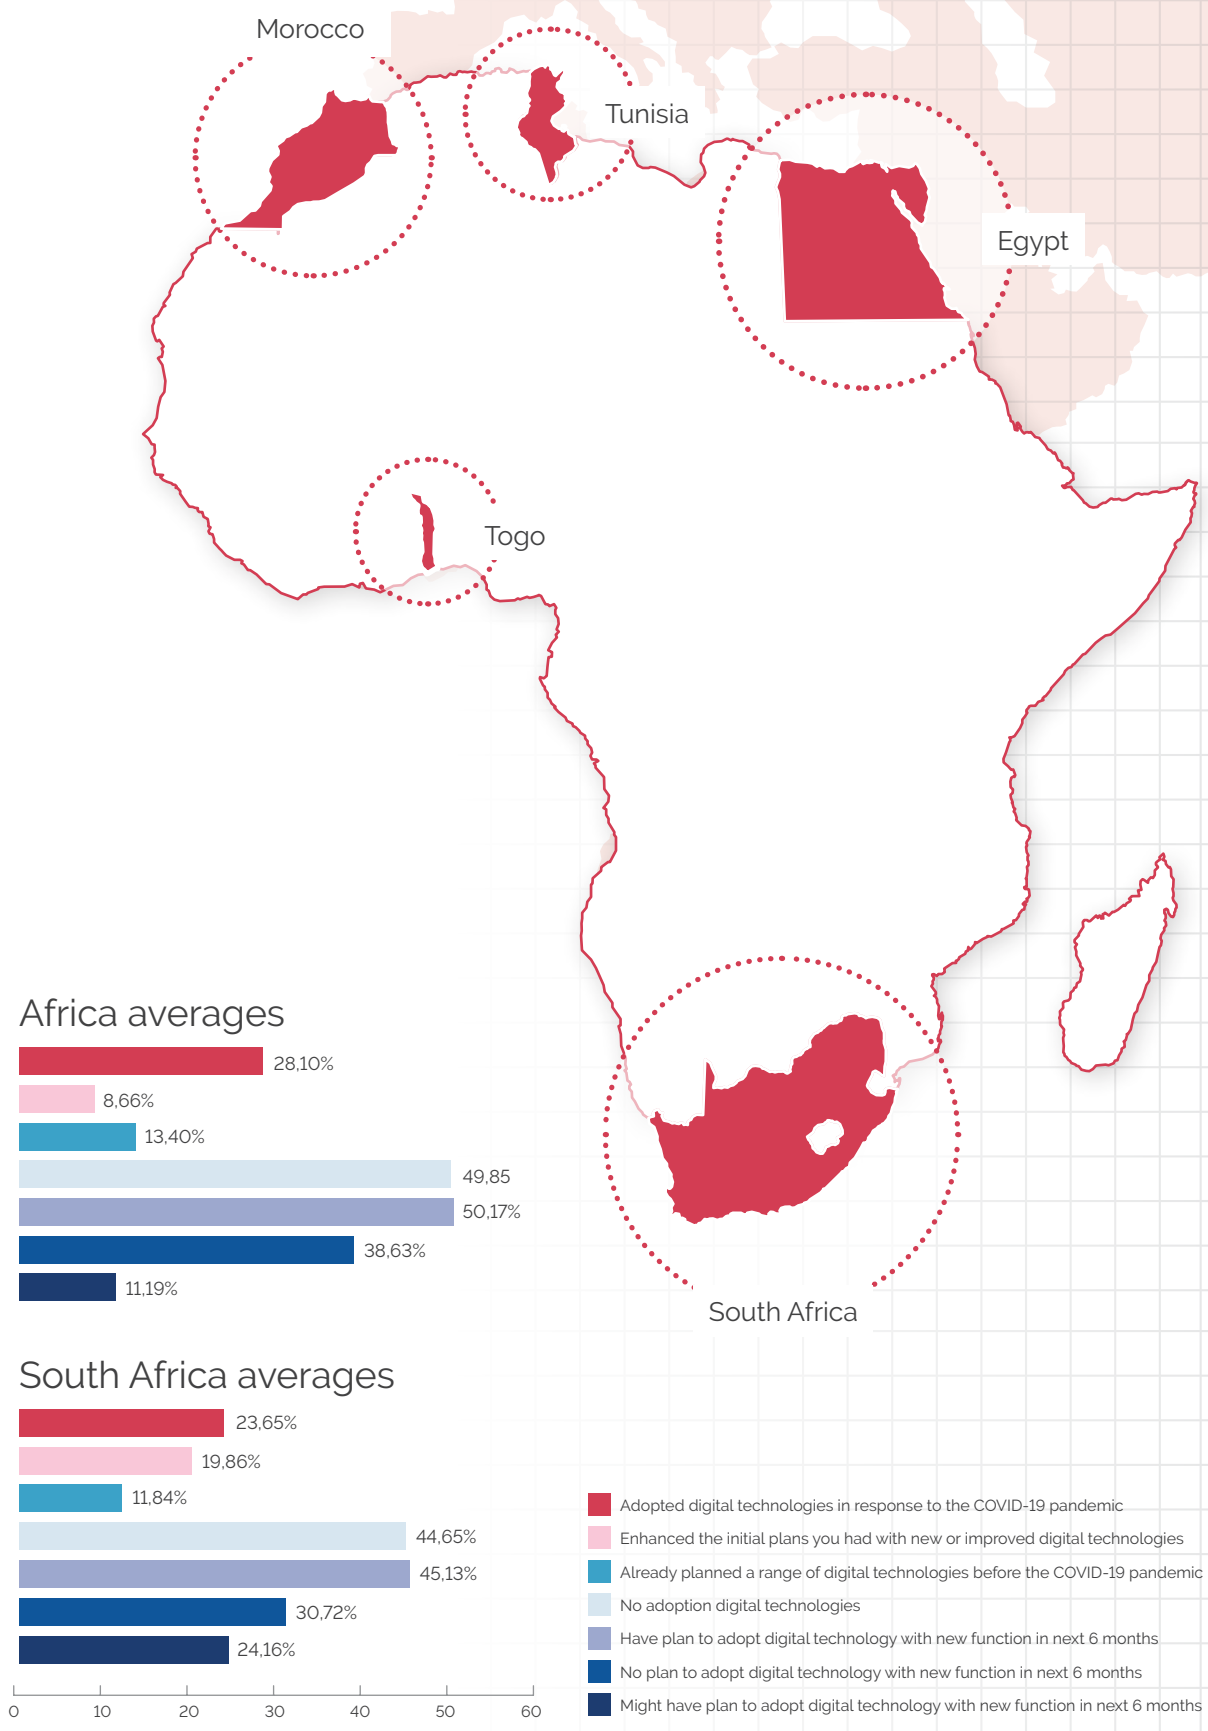 Morocco
Tunisia
Egypt
Togo
South Africa
Africa averages
28,10%
8,66%
13,40%
49,85
50,17%
38,63%
11,19%
South Africa averages
23,65%
19,86%
11,84%
44,65%
45,13%
30,72%
24,16%
0 10 20 30 40 50 60
Adopted digital technologies in response to the COVID-19 pandemic
Enhanced the initial plans you had with new or improved digital technologies
Already planned a range of digital technologies before the COVID-19 pandemic
No adoption digital technologies
Have plan to adopt digital technology with new function in next 6 months
No plan to adopt digital technology with new function in next 6 months
Might have plan to adopt digital technology with new function in next 6 months